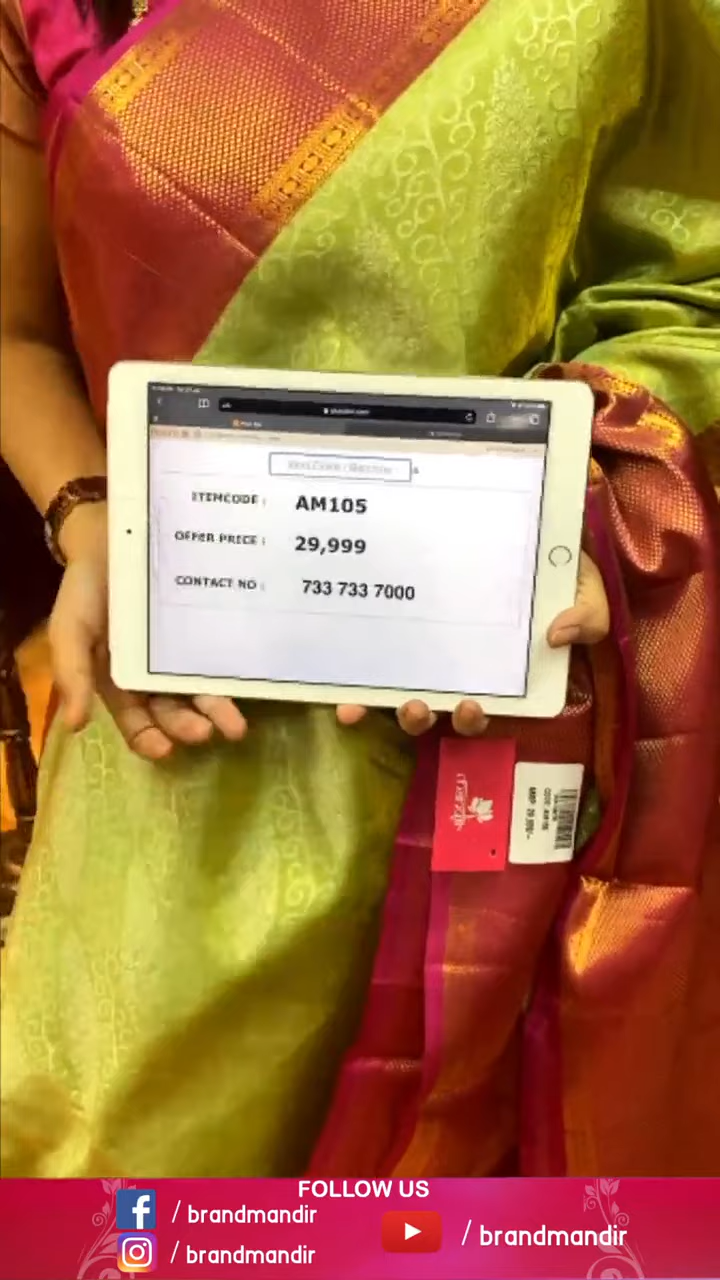 ITEMCODE :
AM105
OFFER PRICE :
29,999
CONTACT NO :
733 733 7000
FOLLOW US
/ brandmandir
/ brandmandir
/ brandmandir